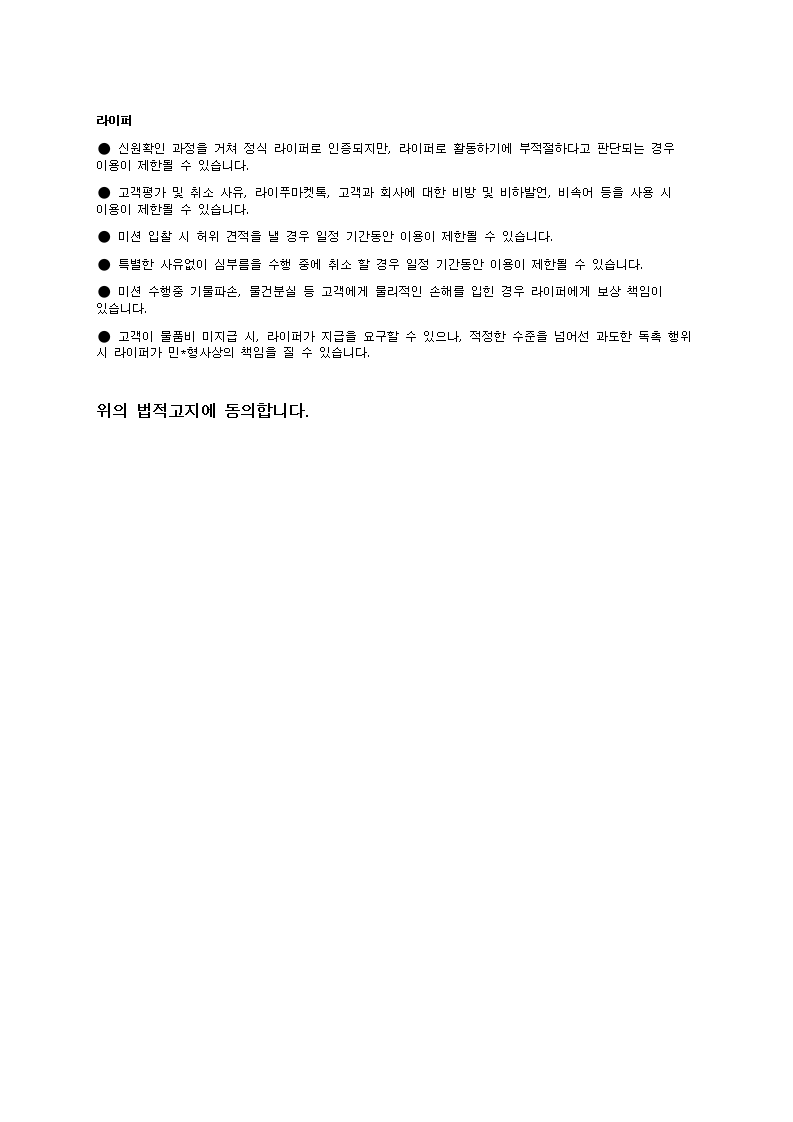 라이퍼
● 신원확인 과정을 거쳐 정식 라이퍼로 인증되지만, 라이퍼로 활동하기에 부적절하다고 판단되는 경우
이용이 제한될 수 있습니다.
● 고객평가 및 취소 사유, 라이푸마켓톡, 고객과 회사에 대한 비방 및 비하발언, 비속어 등을 사용 시
이용이 제한될 수 있습니다.
● 미션 입찰 시 허위 견적을 낼 경우 일정 기간동안 이용이 제한될 수 있습니다.
● 특별한 사유없이 심부름을 수행 중에 취소 할 경우 일정 기간동안 이용이 제한될 수 있습니다.
● 미션 수행중 기물파손, 물건분실 등 고객에게 물리적인 손해를 입힌 경우 라이퍼에게 보상 책임이
있습니다.
● 고객이 물품비 미지급 시, 라이퍼가 지급을 요구할 수 있으나, 적정한 수준을 넘어선 과도한 독촉 행위
시 라이퍼가 민*형사상의 책임을 질 수 있습니다.
위의 법적고지에 동의합니다.